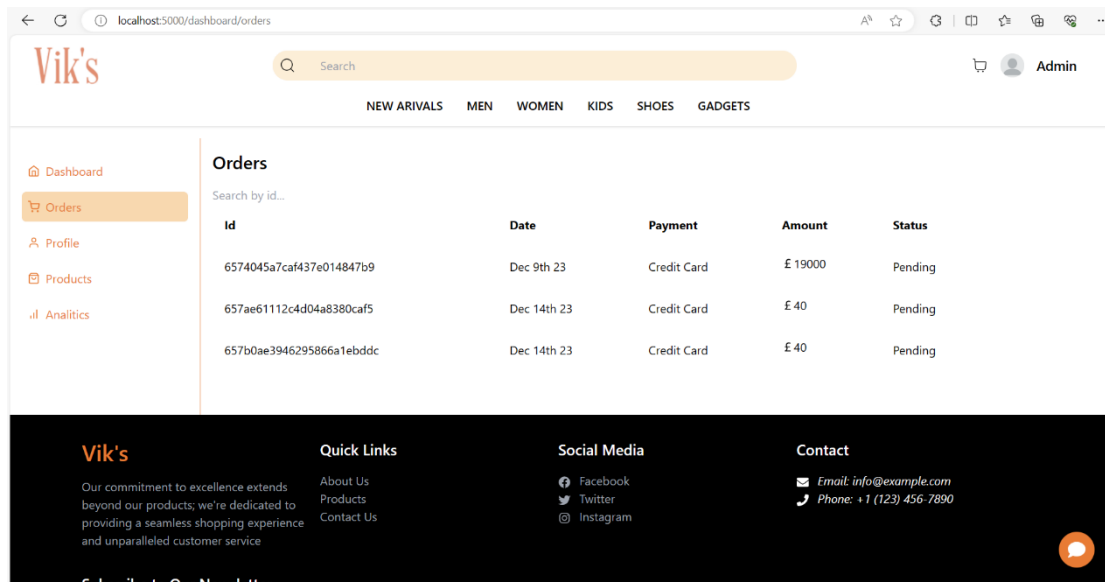 localhost:5000/dashboard/orders
Vik's
Search
Admin
NEW ARIVALS MEN WOMEN KIDS SHOES GADGETS
Dashboard
Orders
Profile
Products
Analitics
Orders
Search by id...
Id Date Payment Amount Status
6574045a7caf437e014847b9 Dec 9th 23 Credit Card £ 19000 Pending
657ae61112c4d04a8380caf5 Dec 14th 23 Credit Card £ 40 Pending
657b0ae3946295866a1ebddc Dec 14th 23 Credit Card £ 40 Pending
Vik's
Our commitment to excellence extends
beyond our products; we're dedicated to
providing a seamless shopping experience
and unparalleled customer service
Quick Links
About Us
Products
Contact Us
Social Media
Facebook
Twitter
Instagram
Contact
Email: info@example.com
Phone: +1 (123) 456-7890
Subscribe to Our Newsletter